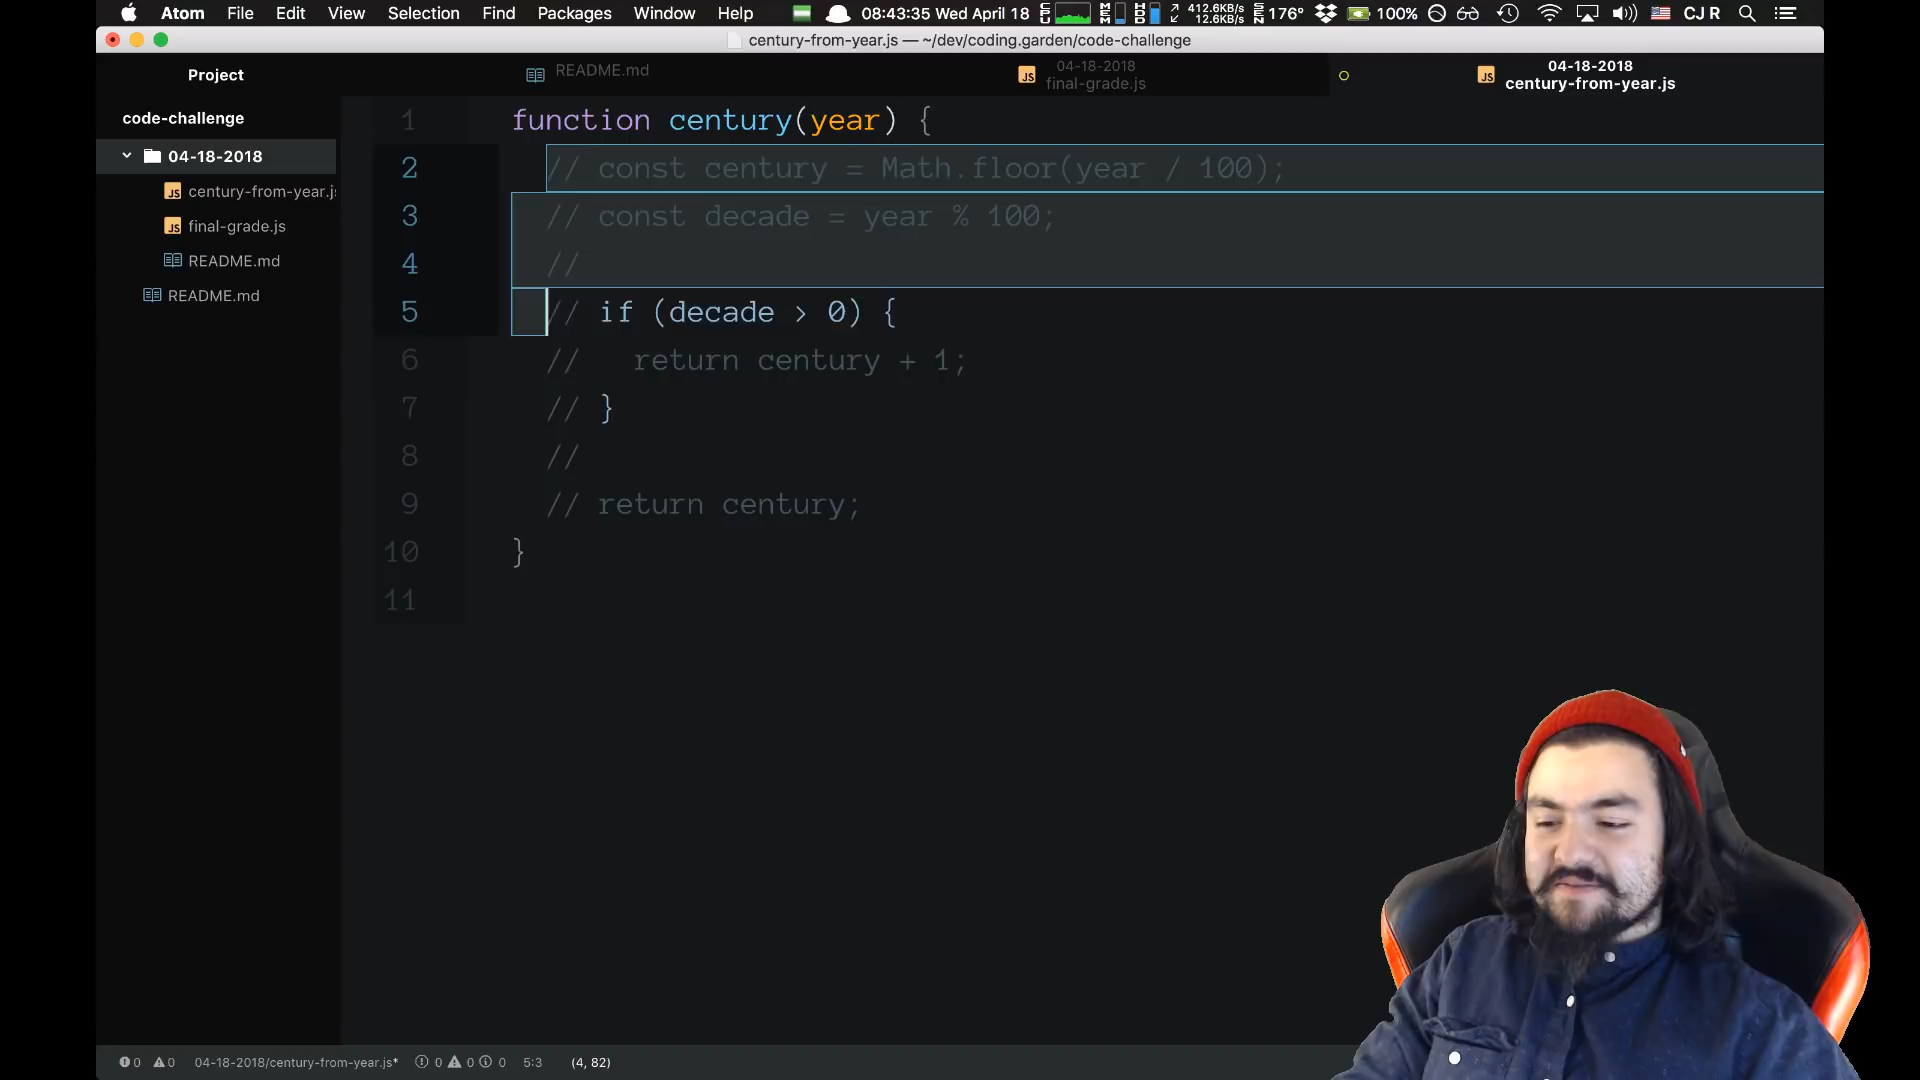 Atom File Edit View Selection Find Packages Window Help
08:43:35 Wed April 18
412.6KB/s
12.6KB/s
176°
100%
CJ R
century-from-year.js — ~/dev/coding.garden/code-challenge
Project
README.md
04-18-2018
final-grade.js
04-18-2018
century-from-year.js
code-challenge
04-18-2018
century-from-year.j
final-grade.js
README.md
README.md
1 function century(year) {
2 // const century = Math.floor(year / 100);
3 // const decade = year % 100;
4 //
5 // if (decade > 0) {
6 // return century + 1;
7 // }
8 //
9 // return century;
10 }
11
0 0 04-18-2018/century-from-year.js* 0 0 0 5:3 (4, 82)